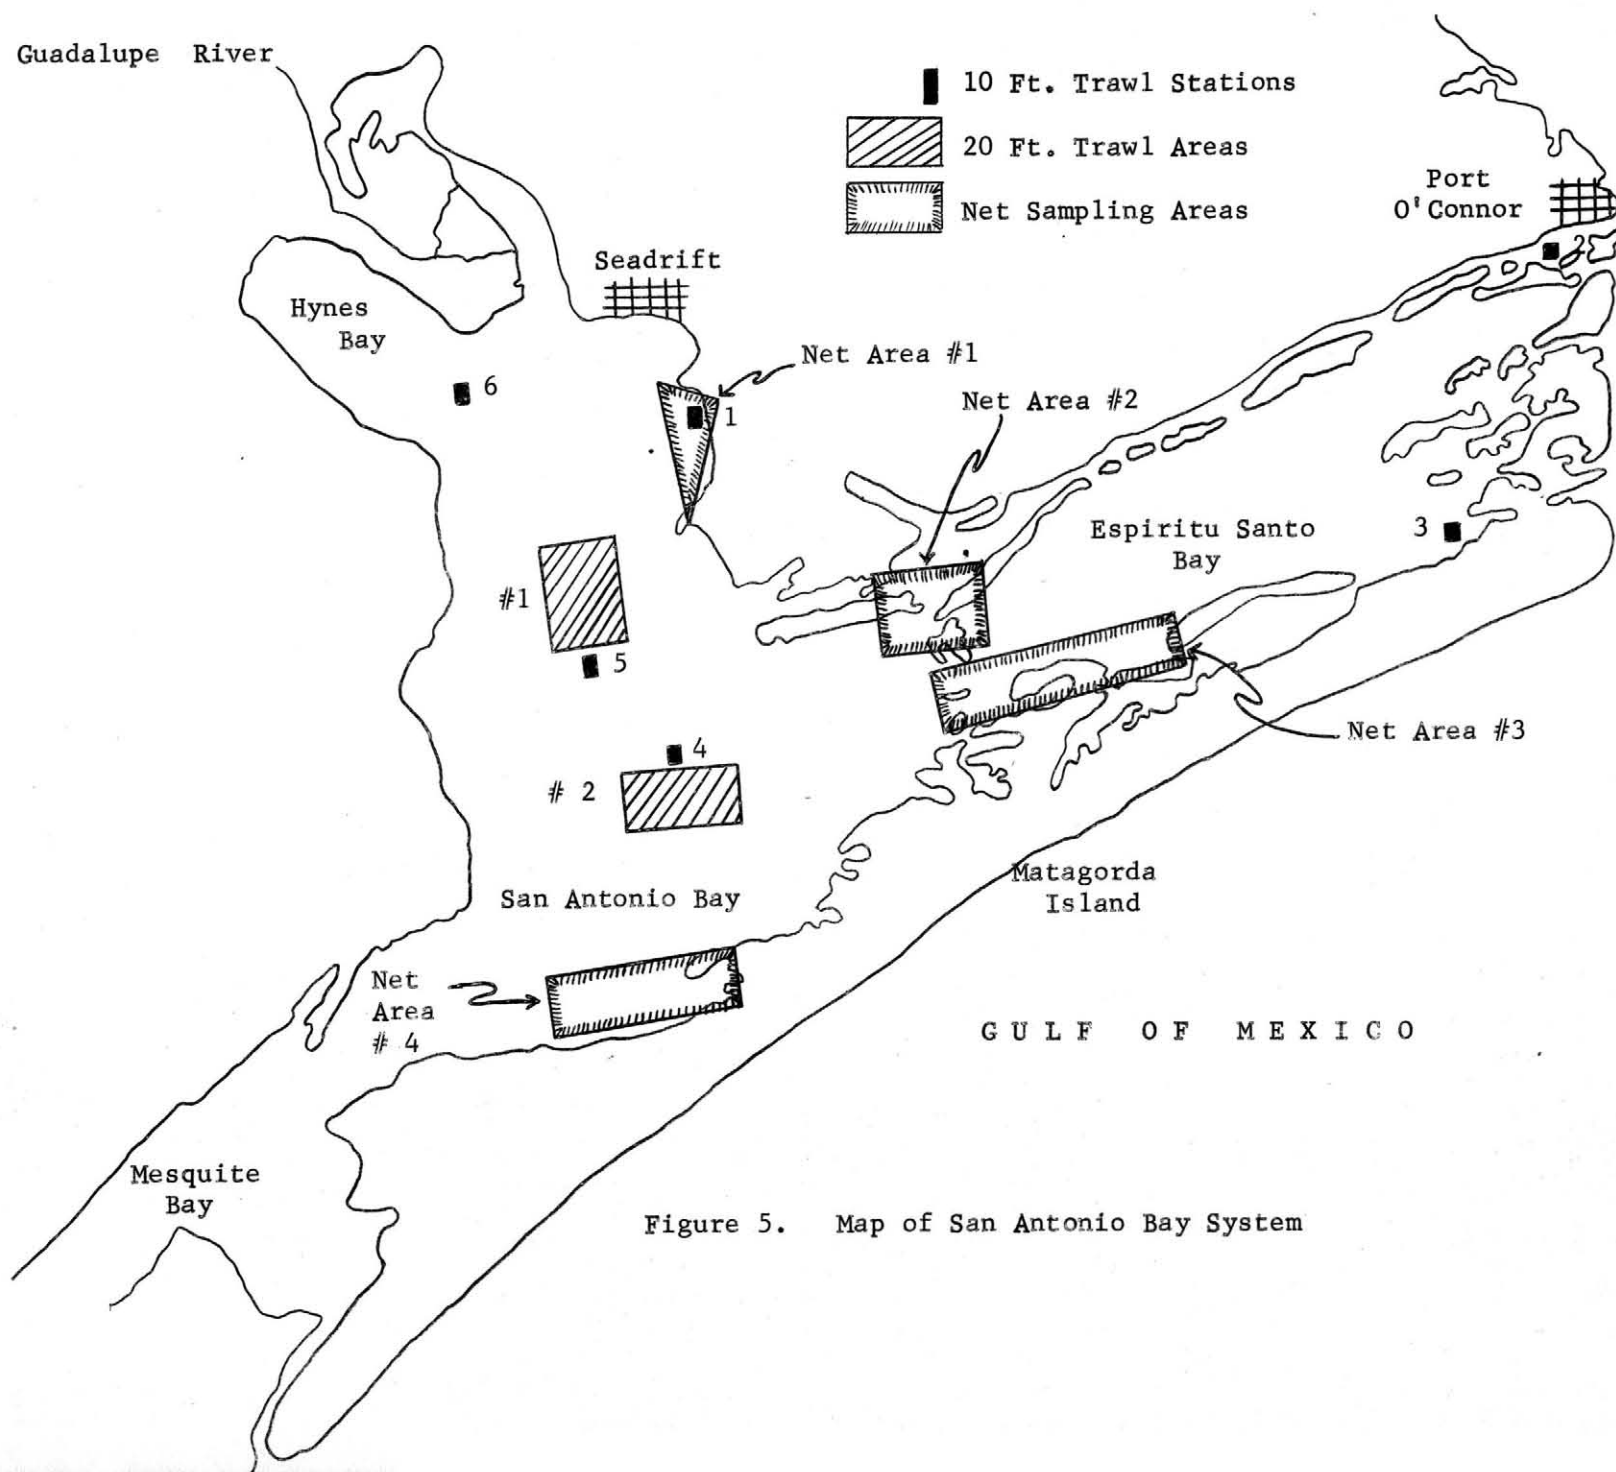 Guadalupe River
10 Ft. Trawl Stations
20 Ft. Trawl Areas
Net Sampling Areas
Port
O'Connor
2
Seadrift
Hynes
Bay
Net Area #1
6
1
Net Area #2
Espiritu Santo
Bay
3
#1
5
4
# 2
Net Area #3
Matagorda
Island
San Antonio Bay
Net
Area
# 4
GULF OF MEXICO
Mesquite
Bay
Figure 5. Map of San Antonio Bay System